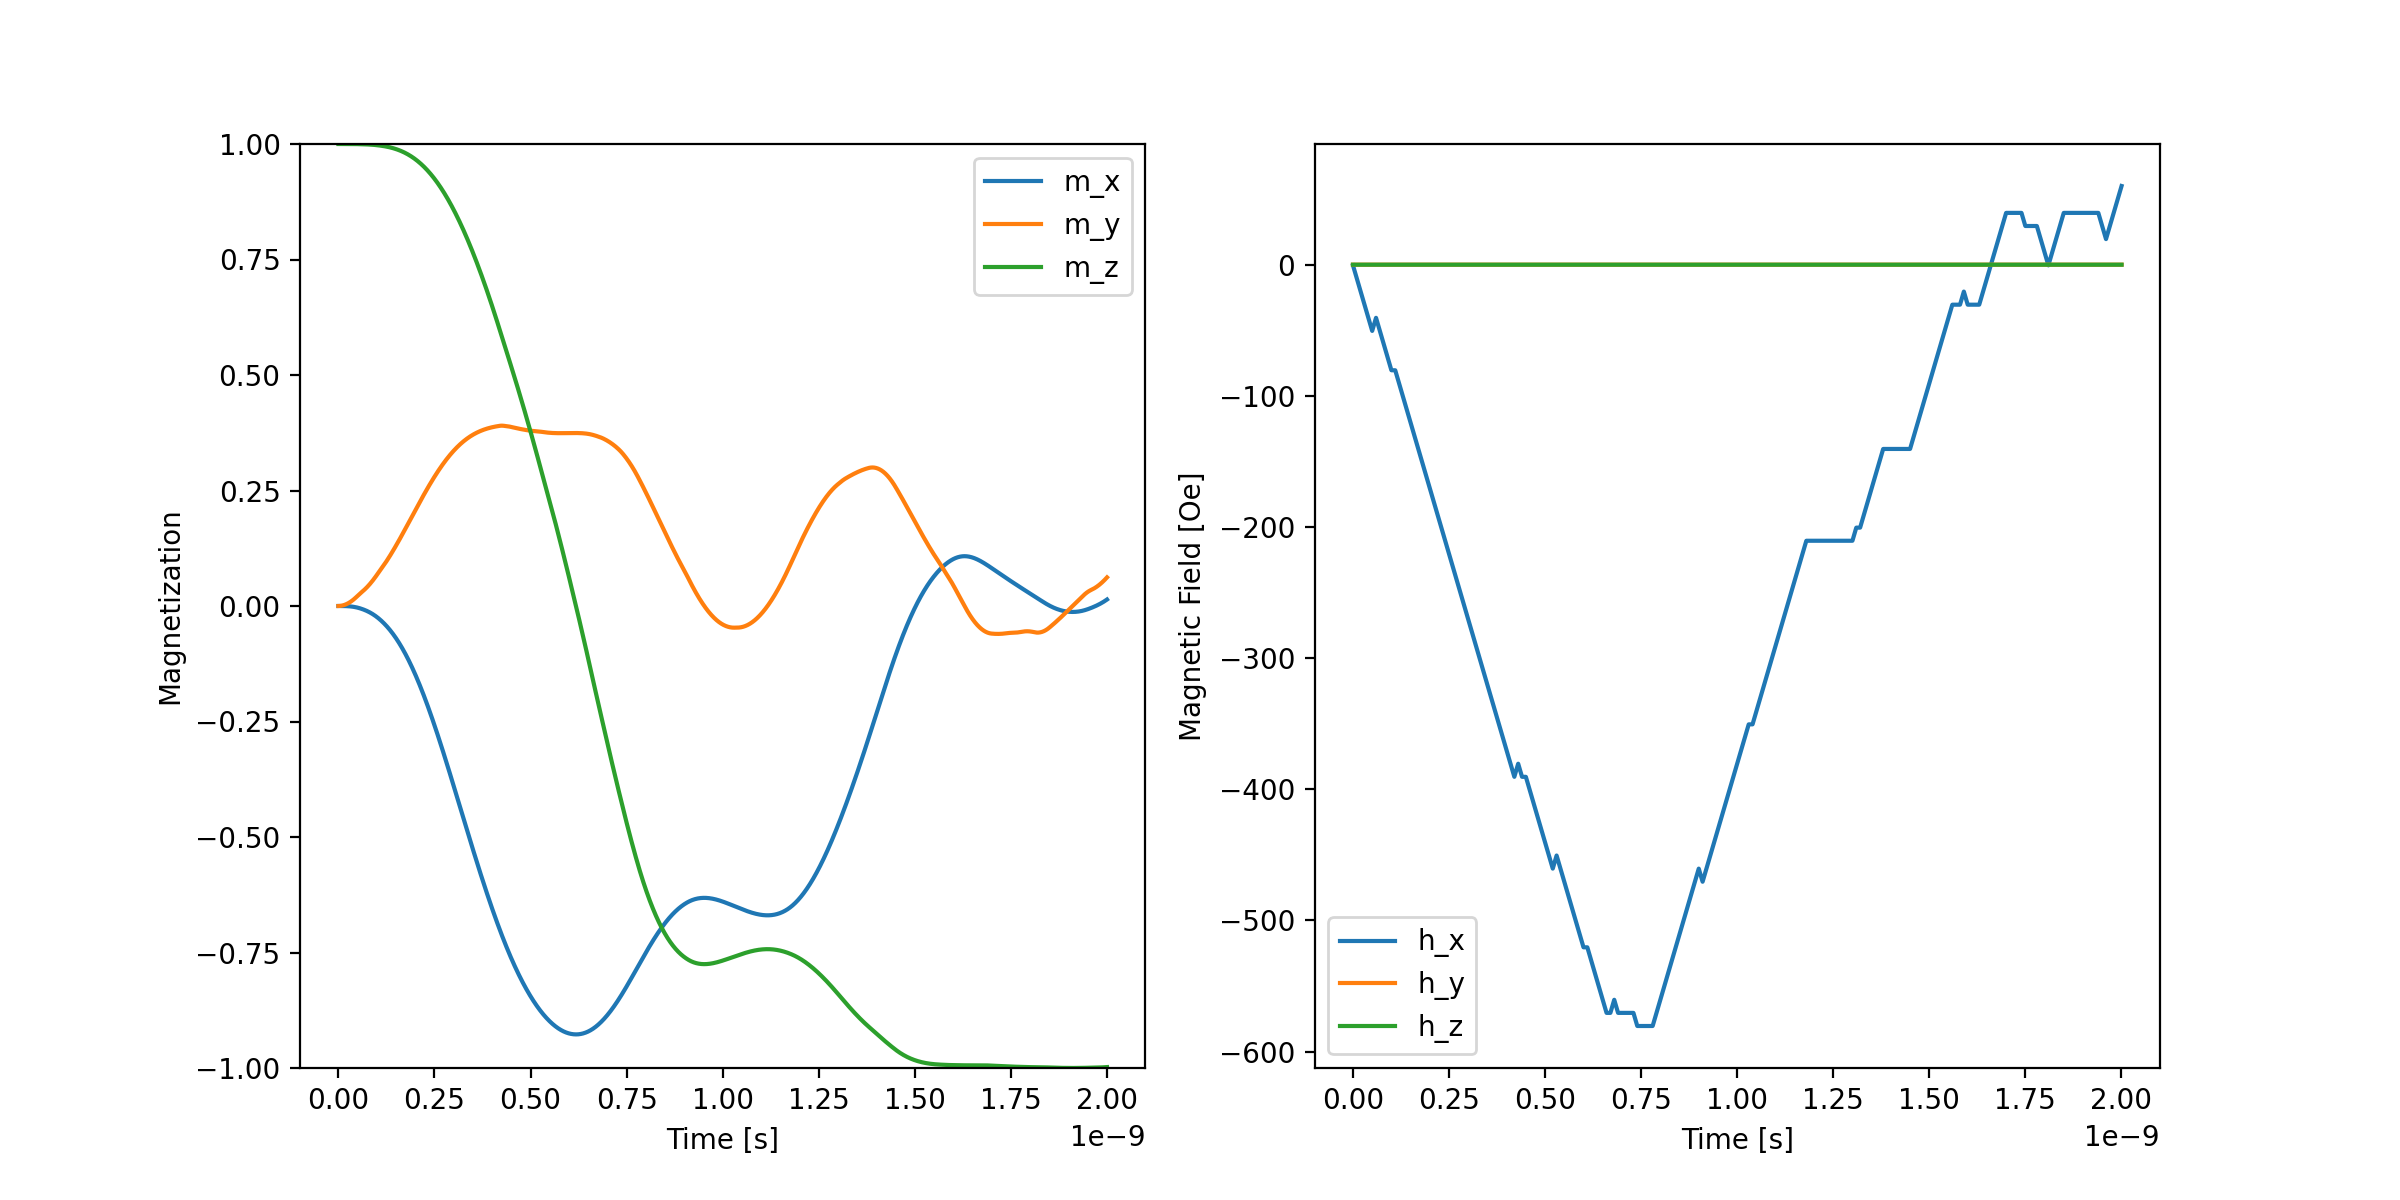 1.00
0.75
0.50
0.25
0.00
−0.25
−0.50
−0.75
−1.00
Magnetization
m_x
m_y
m_z
0.00 0.25 0.50 0.75 1.00 1.25 1.50 1.75 2.00
Time [s]
1e−9
0
−100
−200
−300
−400
−500
−600
Magnetic Field [Oe]
h_x
h_y
h_z
0.00 0.25 0.50 0.75 1.00 1.25 1.50 1.75 2.00
Time [s]
1e−9